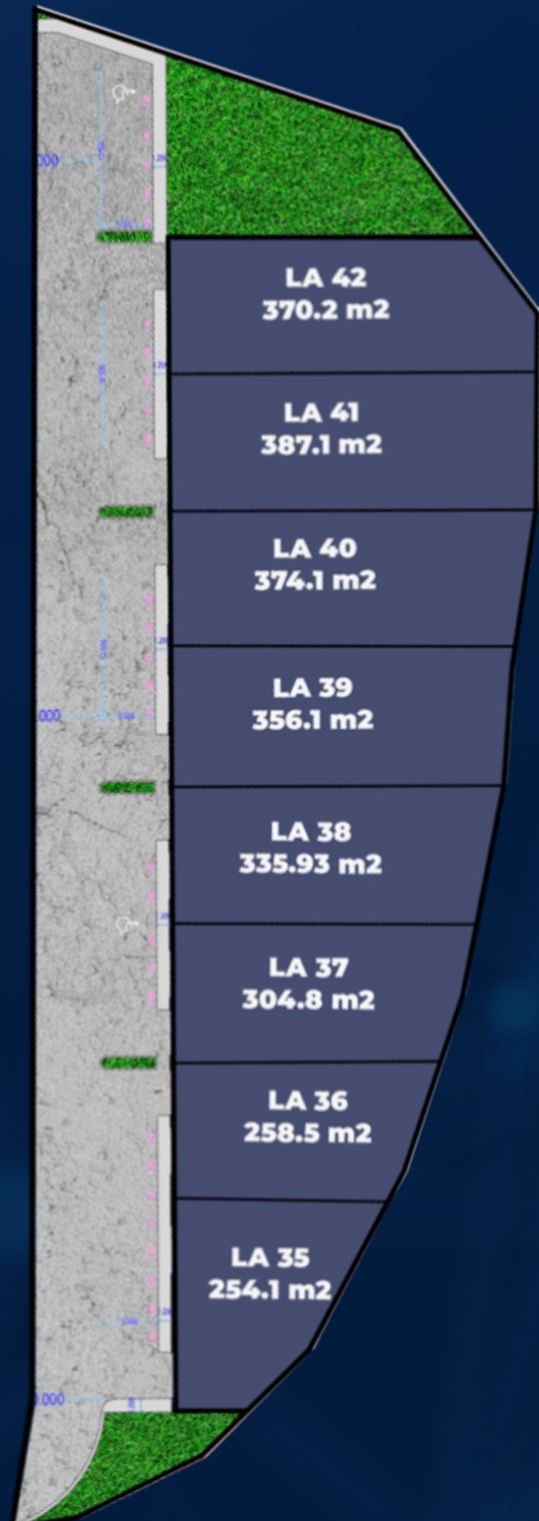 LA 42
370.2 m2
LA 41
387.1 m2
LA 40
374.1 m2
LA 39
356.1 m2
LA 38
335.93 m2
LA 37
304.8 m2
LA 36
258.5 m2
LA 35
254.1 m2